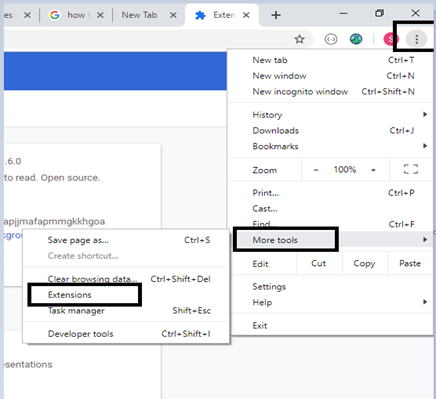 es
how t
New Tab
Exten
S
New tab Ctrl+T
New window Ctrl+N
New incognito window Ctrl+Shift+N
History
Downloads Ctrl+J
Bookmarks
Zoom - 100% +
Print... Ctrl+P
Cast...
Find... Ctrl+F
More tools
Edit Cut Copy Paste
Settings
Help
Exit
.6.0
to read. Open source.
apjjmafapmmgkkhgoa
kgro
Save page as... Ctrl+S
Create shortcut...
Clear browsing data... Ctrl+Shift+Del
Extensions
Task manager Shift+Esc
Developer tools Ctrl+Shift+I
esentations